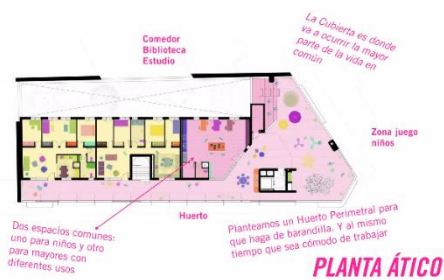 La Cubierta es donde
va a ocurrir la mayor
parte de la vida en
común
Comedor
Biblioteca
Estudio
Zona juego
niños
Huerto
Dos espacios comunes:
uno para niños y otro
para mayores con
diferentes usos
Planteamos un Huerto Perimetral para
que haga de barandilla. Y al mismo
tiempo que sea cómodo de trabajar
PLANTA ÁTICO